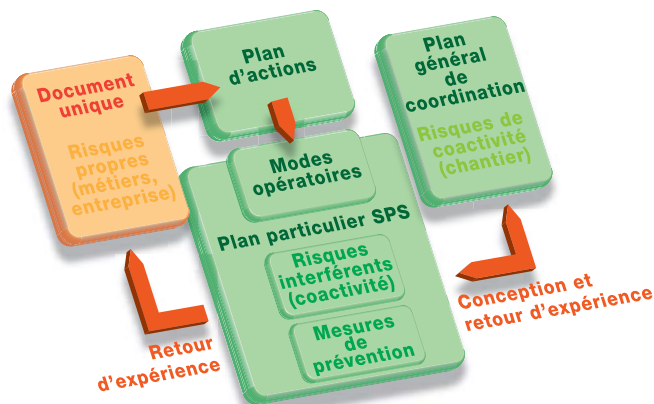 Document
unique
Risques
propres
(métiers,
entreprise)
Plan
d'actions
Plan
général
de
coordination
Risques de
coactivité
(chantier)
Modes
opératoires
Plan particulier SPS
Risques
interférents
(coactivité)
Mesures
de
prévention
Retour
d'expérience
Conception et
retour d'expérience